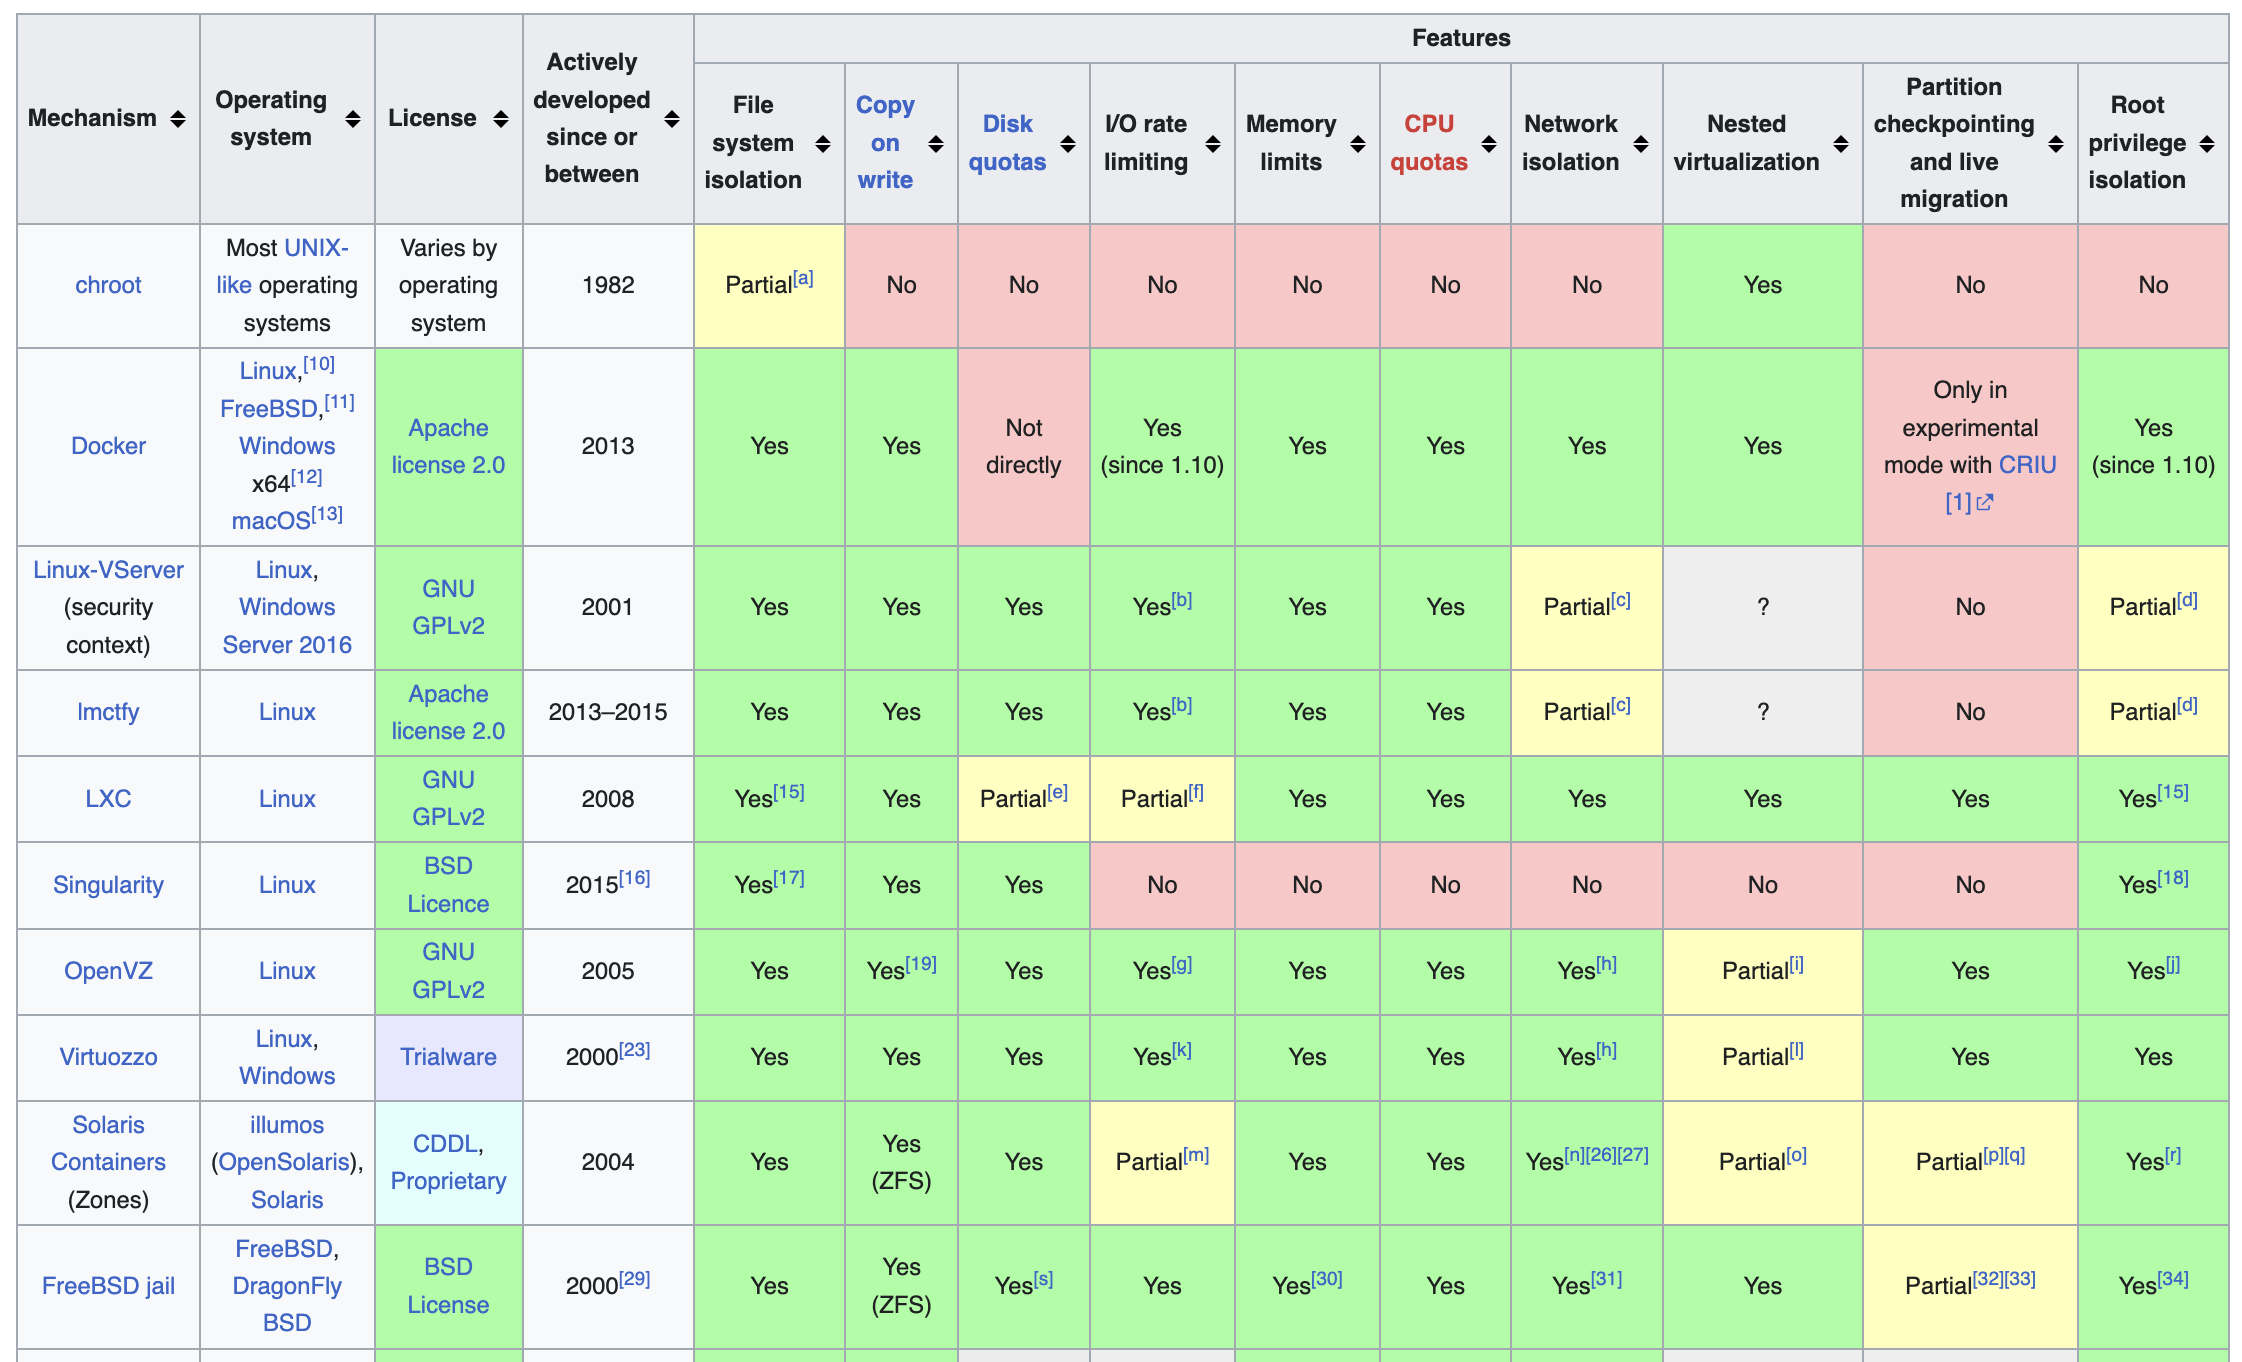 Features
Mechanism
Operating
system
License
Actively
developed
since or
between
File
system
isolation
Copy
on
write
Disk
quotas
I/O rate
limiting
Memory
limits
CPU
quotas
Network
isolation
Nested
virtualization
Partition
checkpointing
and live
migration
Root
privilege
isolation
chroot
Most UNIX-
like operating
systems
Varies by
operating
system
1982
Partial[a]
No
No
No
No
No
No
Yes
No
No
Docker
Linux,[10]
FreeBSD,[11]
Windows
x64[12]
macOS[13]
Apache
license 2.0
2013
Yes
Yes
Not
directly
Yes
(since 1.10)
Yes
Yes
Yes
Yes
Only in
experimental
mode with CRIU
[1]
Yes
(since 1.10)
Linux-VServer
(security
context)
Linux,
Windows
Server 2016
GNU
GPLv2
2001
Yes
Yes
Yes
Yes[b]
Yes
Yes
Partial[c]
?
No
Partial[d]
lmctfy
Linux
Apache
license 2.0
2013–2015
Yes
Yes
Yes
Yes[b]
Yes
Yes
Partial[c]
?
No
Partial[d]
LXC
Linux
GNU
GPLv2
2008
Yes[15]
Yes
Partial[e]
Partial[f]
Yes
Yes
Yes
Yes
Yes
Yes[15]
Singularity
Linux
BSD
Licence
2015[16]
Yes[17]
Yes
Yes
No
No
No
No
No
No
Yes[18]
OpenVZ
Linux
GNU
GPLv2
2005
Yes
Yes[19]
Yes
Yes[g]
Yes
Yes
Yes[h]
Partial[i]
Yes
Yes[j]
Virtuozzo
Linux,
Windows
Trialware
2000[23]
Yes
Yes
Yes
Yes[k]
Yes
Yes
Yes[h]
Partial[l]
Yes
Yes
Solaris
Containers
(Zones)
illumos
(OpenSolaris),
Solaris
CDDL,
Proprietary
2004
Yes
Yes
(ZFS)
Yes
Partial[m]
Yes
Yes
Yes[n][26][27]
Partial[o]
Partial[p][q]
Yes[r]
FreeBSD jail
FreeBSD,
DragonFly
BSD
BSD
License
2000[29]
Yes
Yes
(ZFS)
Yes[s]
Yes
Yes[30]
Yes
Yes[31]
Yes
Partial[32][33]
Yes[34]